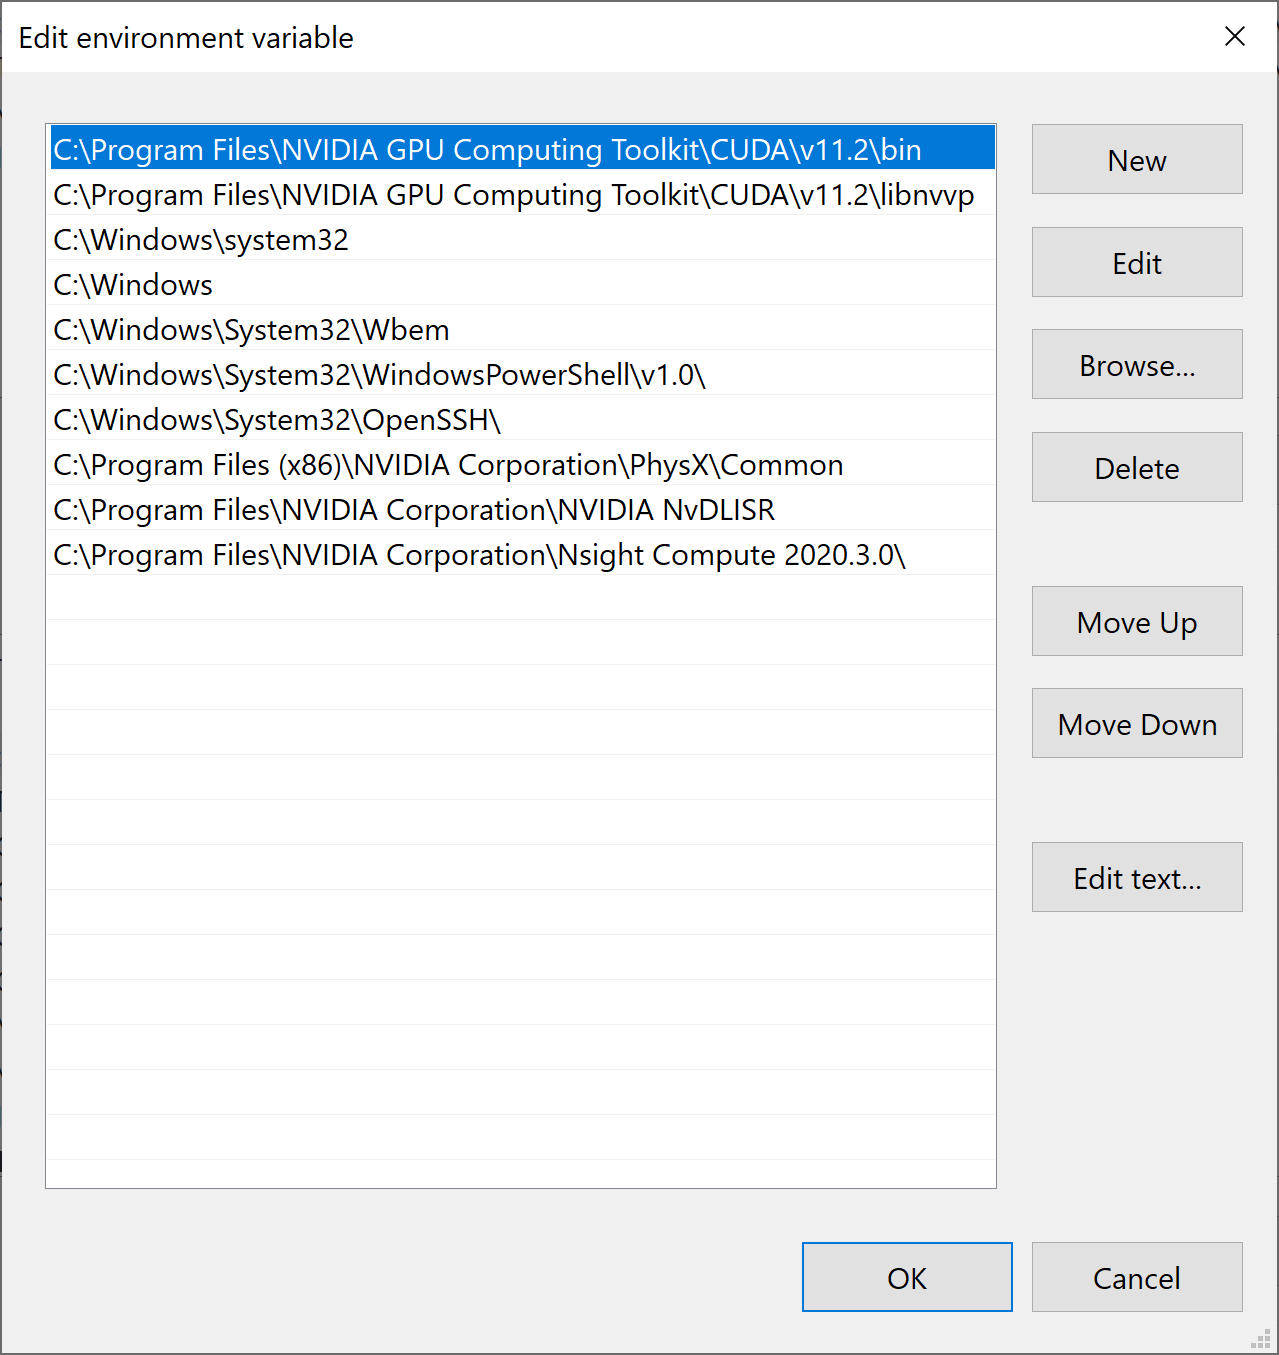 Edit environment variable
C:\Program Files\NVIDIA GPU Computing Toolkit\CUDA\v11.2\bin
C:\Program Files\NVIDIA GPU Computing Toolkit\CUDA\v11.2\libnvvp
C:\Windows\system32
C:\Windows
C:\Windows\System32\Wbem
C:\Windows\System32\WindowsPowerShell\v1.0\
C:\Windows\System32\OpenSSH\
C:\Program Files (x86)\NVIDIA Corporation\PhysX\Common
C:\Program Files\NVIDIA Corporation\NVIDIA NvDLISR
C:\Program Files\NVIDIA Corporation\Nsight Compute 2020.3.0\
New
Edit
Browse...
Delete
Move Up
Move Down
Edit text...
OK
Cancel